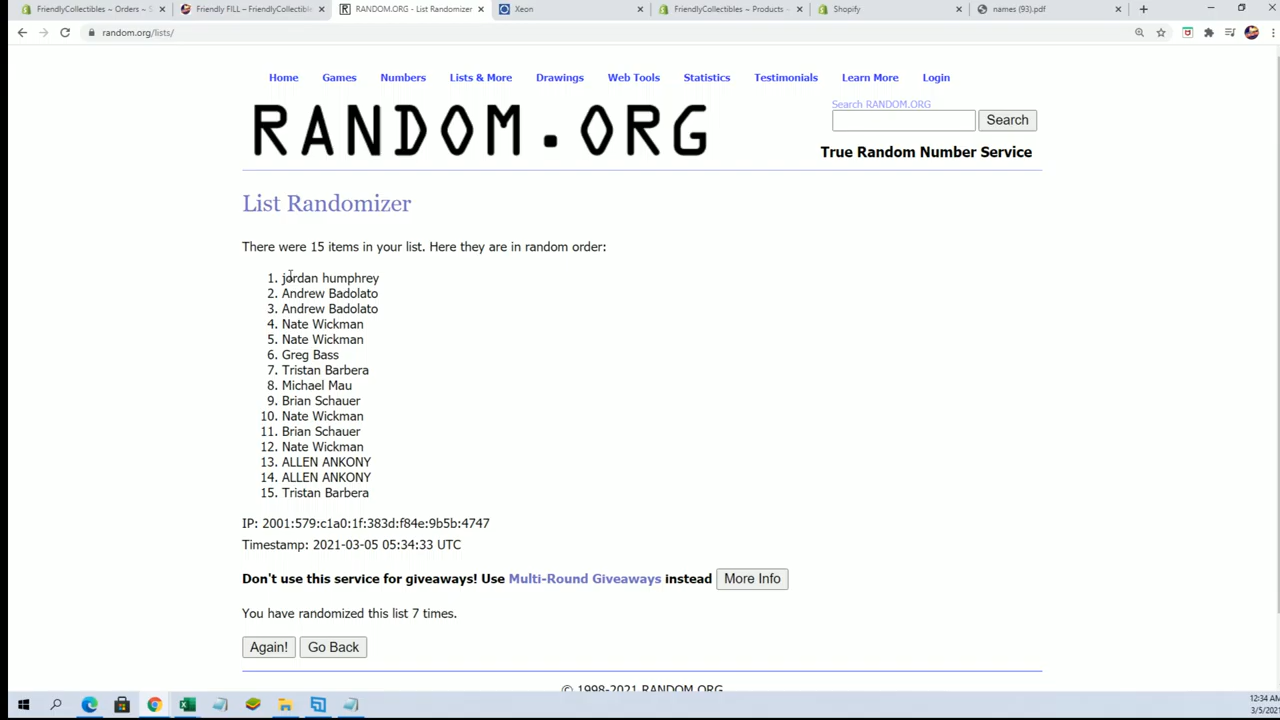 FriendlyCollectibles ~ Orders ~ S
Friendly FILL – FriendlyCollectible
RANDOM.ORG - List Randomizer
Xeon
FriendlyCollectibles ~ Products ~
Shopify
names (93).pdf
random.org/lists/
Home Games Numbers Lists & More Drawings Web Tools Statistics Testimonials Learn More Login
RANDOM.ORG
Search RANDOM.ORG
Search
True Random Number Service
List Randomizer
There were 15 items in your list. Here they are in random order:
1. jordan humphrey
2. Andrew Badolato
3. Andrew Badolato
4. Nate Wickman
5. Nate Wickman
6. Greg Bass
7. Tristan Barbera
8. Michael Mau
9. Brian Schauer
10. Nate Wickman
11. Brian Schauer
12. Nate Wickman
13. ALLEN ANKONY
14. ALLEN ANKONY
15. Tristan Barbera
IP: 2001:579:c1a0:1f:383d:f84e:9b5b:4747
Timestamp: 2021-03-05 05:34:33 UTC
Don't use this service for giveaways! Use Multi-Round Giveaways instead More Info
You have randomized this list 7 times.
Again! Go Back
© 1998-2021 RANDOM.ORG
12:34 AM
3/5/2021